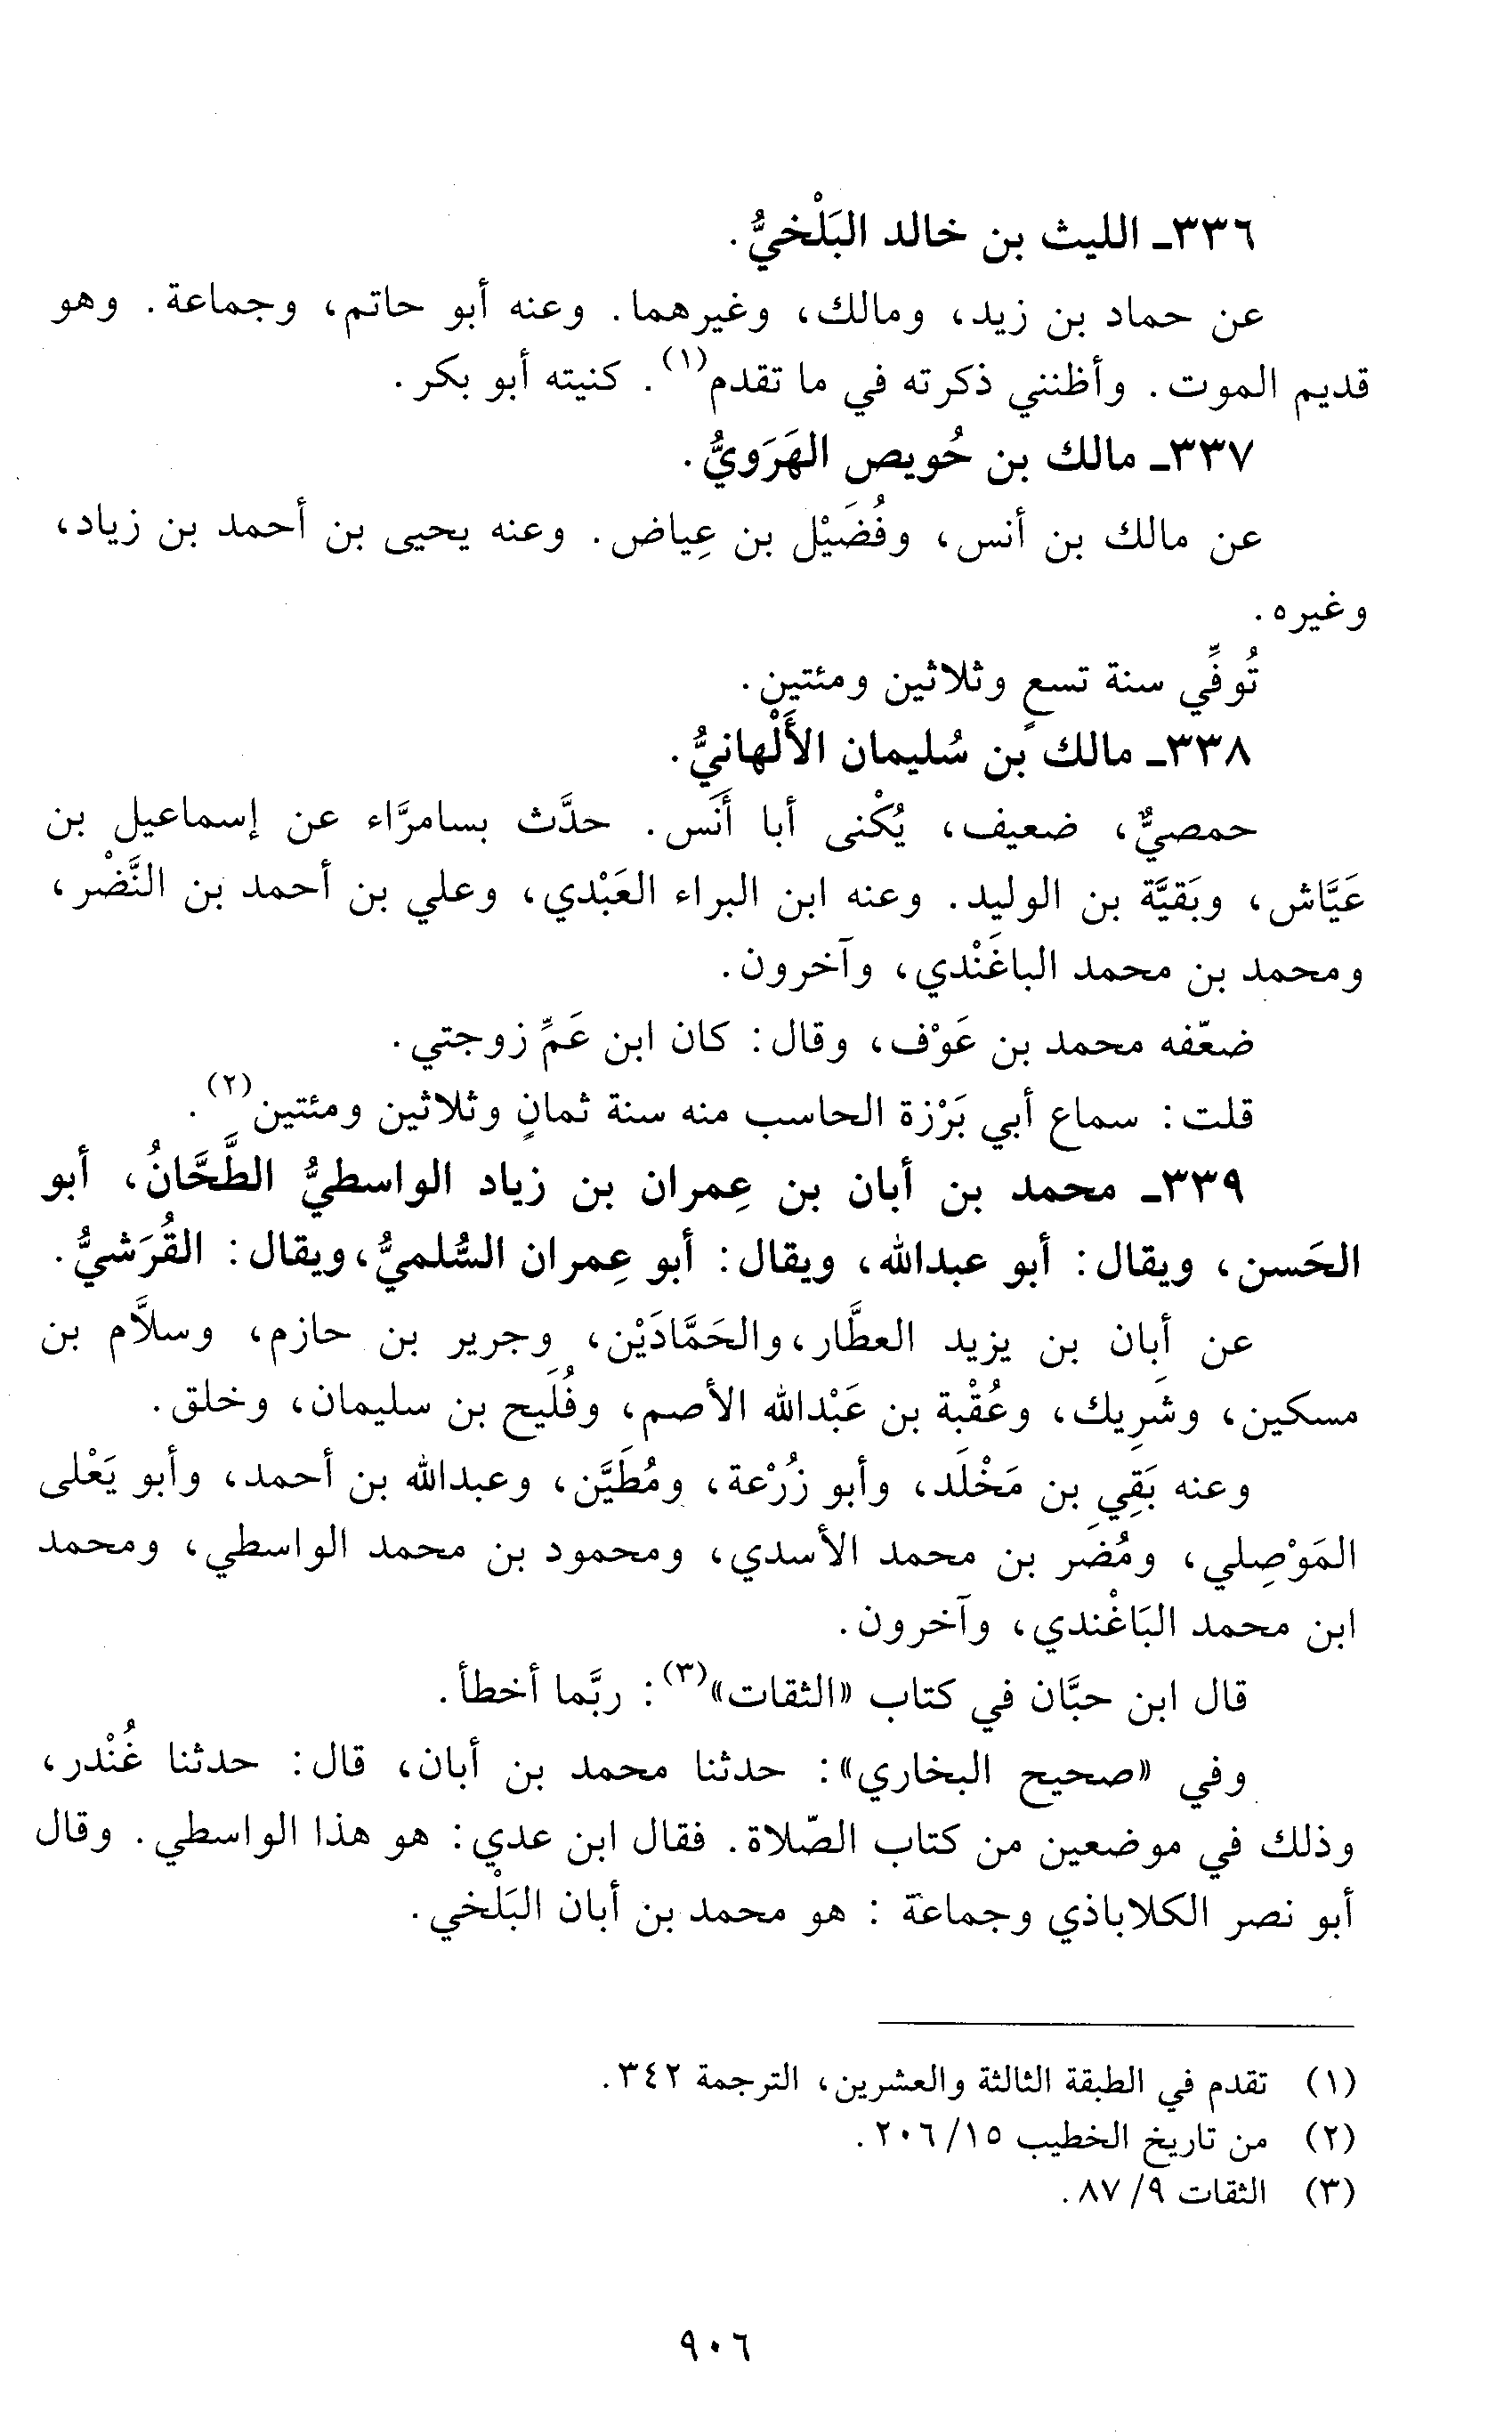 ٣٣٦ـ الليث بن خالد البَلْخيُّ.
عن حماد بن زيد، ومالك، وغيرهما. وعنه أبو حاتم، وجماعة. وهو
قديم الموت. وأظنني ذكرته في ما تقدم(١). كنيته أبو بكر.
٣٣٧ـ مالك بن حُويص الهَرَويُّ.
عن مالك بن أنس، وفُضَيْل بن عِياض. وعنه يحيى بن أحمد بن زياد،
وغيره.
تُوفِّي سنة تسعٍ وثلاثين ومئتين.
٣٣٨ـ مالك بن سُليمان الأَلْهانيُّ.
حمصيٌّ، ضعيف، يُكْنى أبا أَنَس. حدَّث بسامرَّاء عن إسماعيل بن
عَيَّاش، وبَقيَّة بن الوليد. وعنه ابن البراء العَبْدي، وعلي بن أحمد بن النَّضْر،
ومحمد بن محمد الباغَنْدي، وآخرون.
ضعّفه محمد بن عَوْف، وقال: كان ابن عَمِّ زوجتي.
قلت: سماع أبي بَرْزة الحاسب منه سنة ثمانٍ وثلاثين ومئتين(٢).
٣٣٩ـ محمد بن أبان بن عِمران بن زياد الواسطيُّ الطَّحَّانُ، أبو
الحَسن، ويقال: أبو عبدالله، ويقال: أبو عِمران السُّلميُّ، ويقال: القُرَشيُّ.
عن أبِان بن يزيد العطَّار، والحَمَّادَيْن، وجرير بن حازم، وسلاَّم بن
مسكين، وشرِيك، وعُقْبة بن عَبْدالله الأصم، وفُلَيح بن سليمان، وخلق.
وعنه بَقِي بن مَخْلَد، وأبو زُرْعة، ومُطَيَّن، وعبدالله بن أحمد، وأبو يَعْلى
المَوْصِلي، ومُضَر بن محمد الأسدي، ومحمود بن محمد الواسطي، ومحمد
ابن محمد البَاغْندي، وآخرون.
قال ابن حبَّان في كتاب «الثقات»(٣): ربَّما أخطأ.
وفي «صحيح البخاري»: حدثنا محمد بن أبان، قال: حدثنا غُنْدر،
وذلك في موضعين من كتاب الصّلاة. فقال ابن عدي: هو هذا الواسطي. وقال
أبو نصر الكلاباذي وجماعة: هو محمد بن أبان البَلْخي.
(١) تقدم في الطبقة الثالثة والعشرين، الترجمة ٣٤٢.
(٢) من تاريخ الخطيب ١٥/ ٢٠٦.
(٣) الثقات ٩/ ٨٧.
٩٠٦